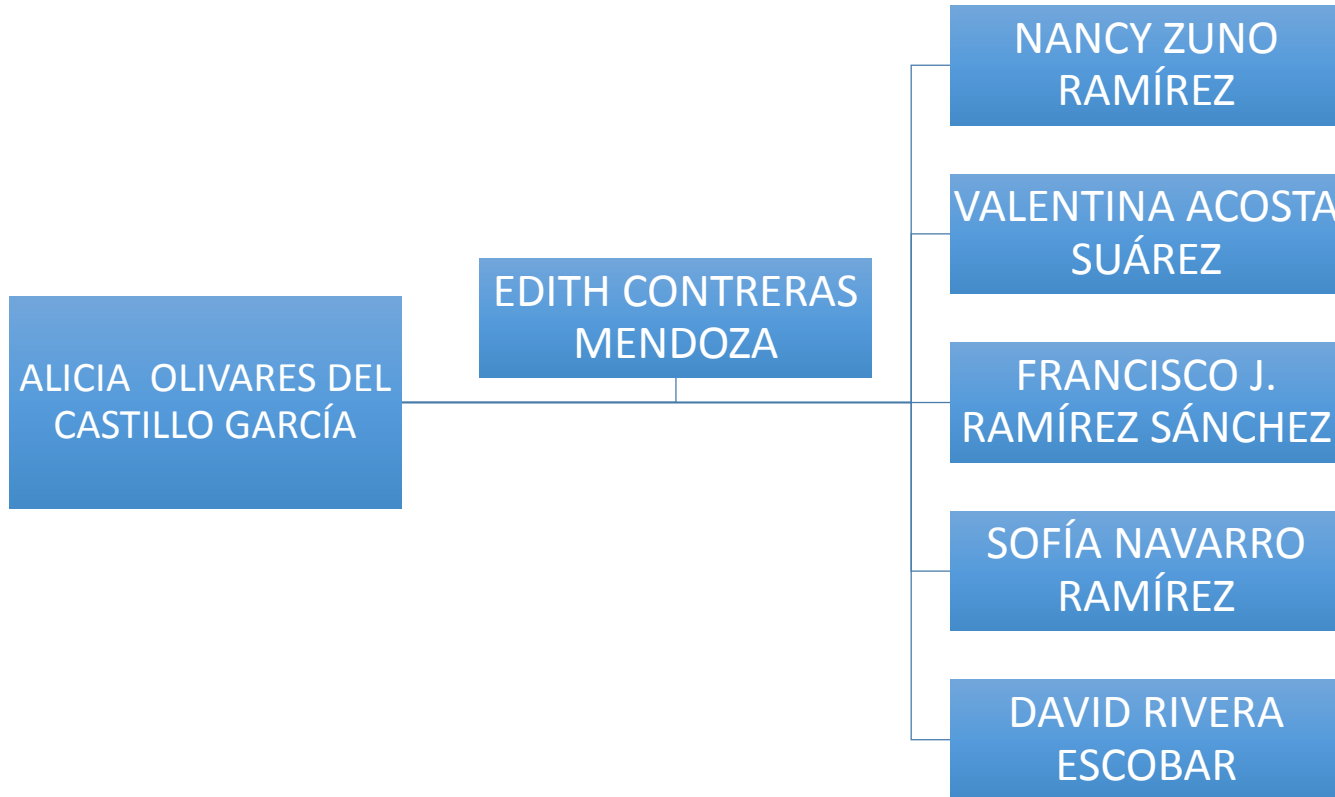 ALICIA  OLIVARES DEL
CASTILLO GARCÍA
EDITH CONTRERAS
MENDOZA
NANCY ZUNO
RAMÍREZ
VALENTINA ACOSTA
SUÁREZ
FRANCISCO J.
RAMÍREZ SÁNCHEZ
SOFÍA NAVARRO
RAMÍREZ
DAVID RIVERA
ESCOBAR